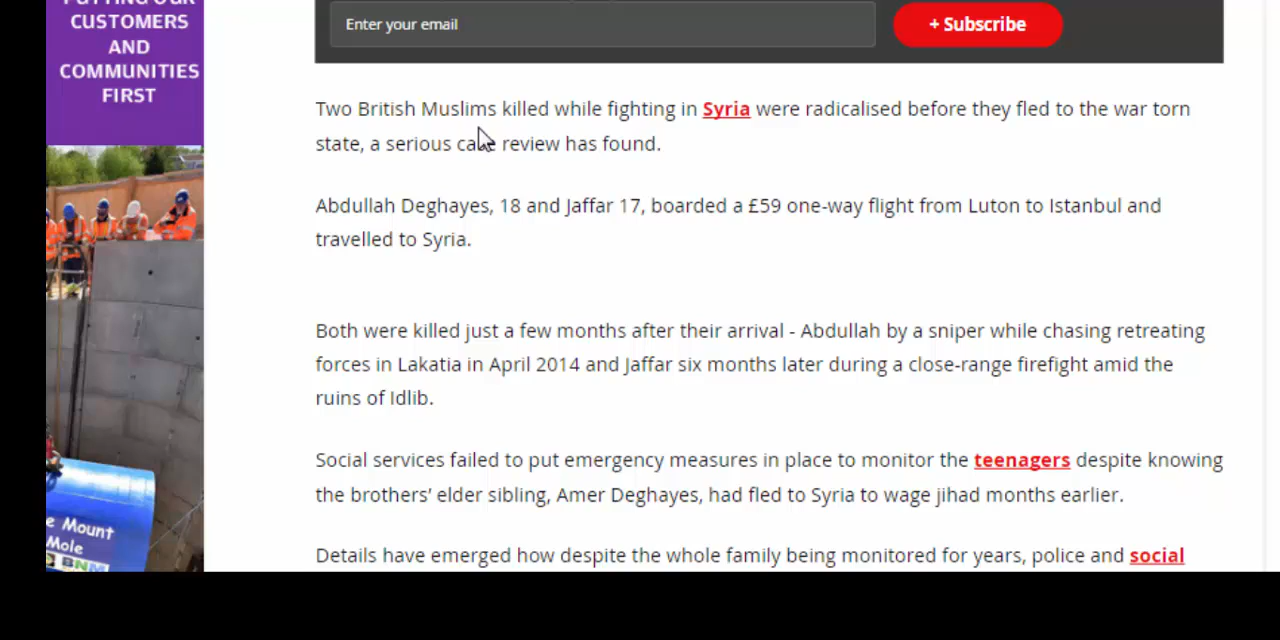 PUTTING OUR
CUSTOMERS
AND
COMMUNITIES
FIRST
Enter your email
+ Subscribe
Two British Muslims killed while fighting in Syria were radicalised before they fled to the war torn
state, a serious case review has found.
Abdullah Deghayes, 18 and Jaffar 17, boarded a £59 one-way flight from Luton to Istanbul and
travelled to Syria.
Both were killed just a few months after their arrival - Abdullah by a sniper while chasing retreating
forces in Lakatia in April 2014 and Jaffar six months later during a close-range firefight amid the
ruins of Idlib.
Social services failed to put emergency measures in place to monitor the teenagers despite knowing
the brothers’ elder sibling, Amer Deghayes, had fled to Syria to wage jihad months earlier.
Details have emerged how despite the whole family being monitored for years, police and social
e Mount
Mole
BNM